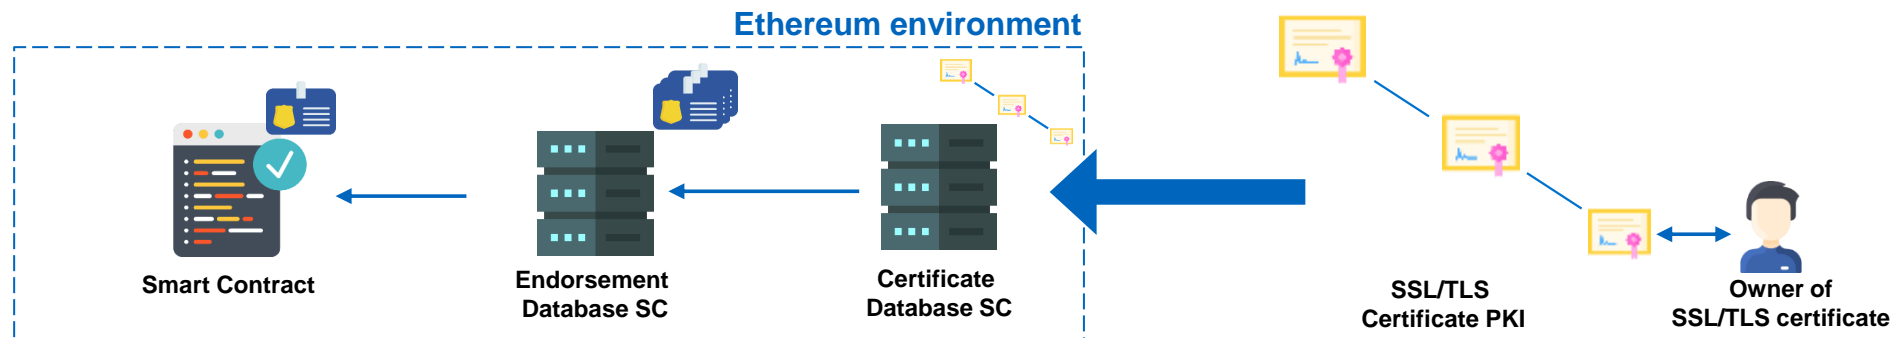 Ethereum environment
Smart Contract
Endorsement
Database SC
Certificate
Database SC
SSL/TLS
Certificate PKI
Owner of
SSL/TLS certificate